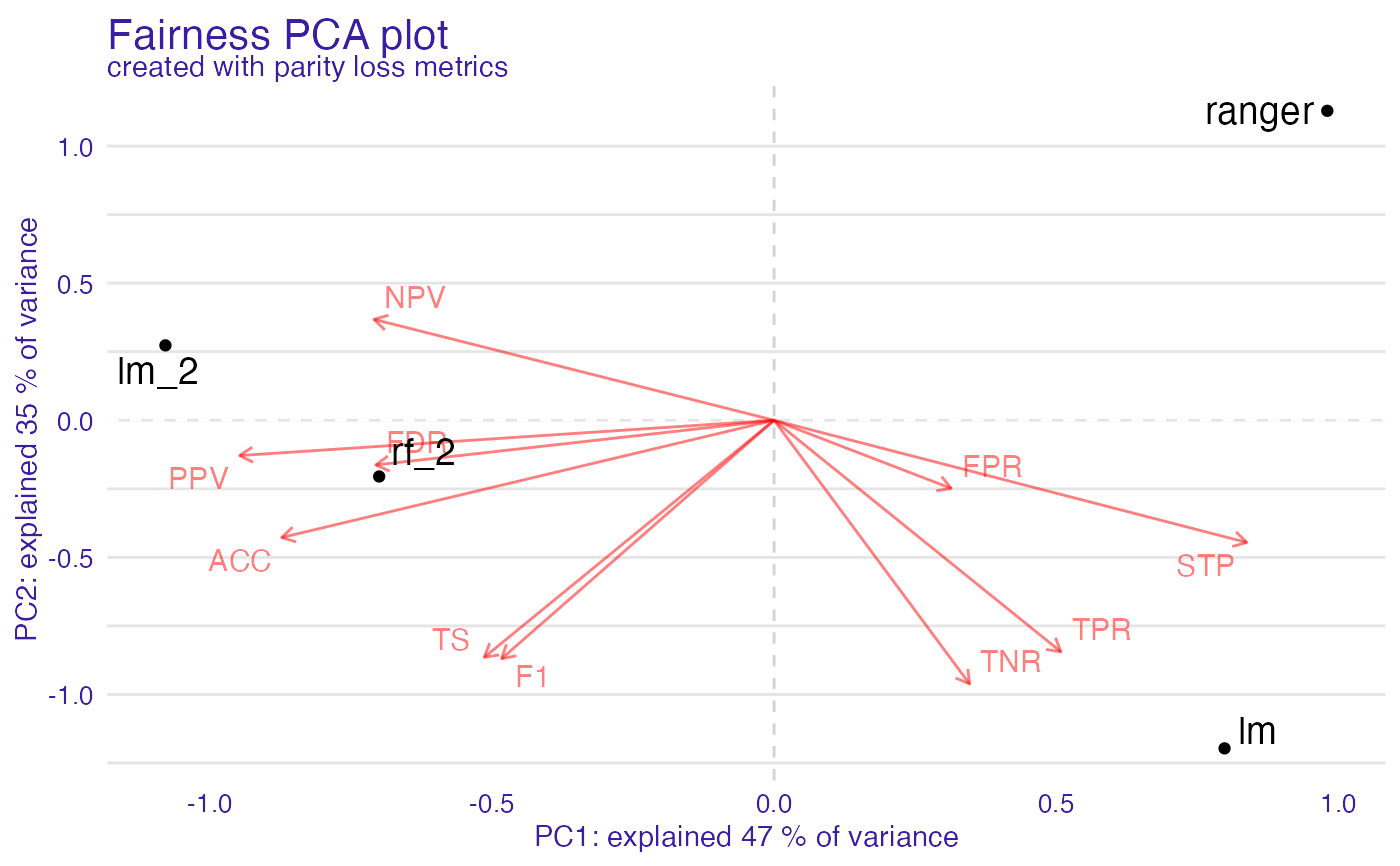 Fairness PCA plot
created with parity loss metrics
ranger
1.0
0.5
NPV
lm_2
0.0
FDR
rf_2
FPR
PPV
-0.5
ACC
STP
TS
TPR
TNR
F1
-1.0
lm
-1.0 -0.5 0.0 0.5 1.0
PC1: explained 47 % of variance
PC2: explained 35 % of variance